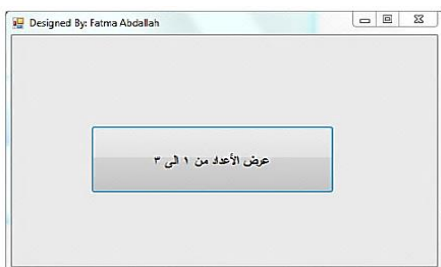 Designed By: Fatma Abdallah
عرض الأعداد من ١ الى ٣